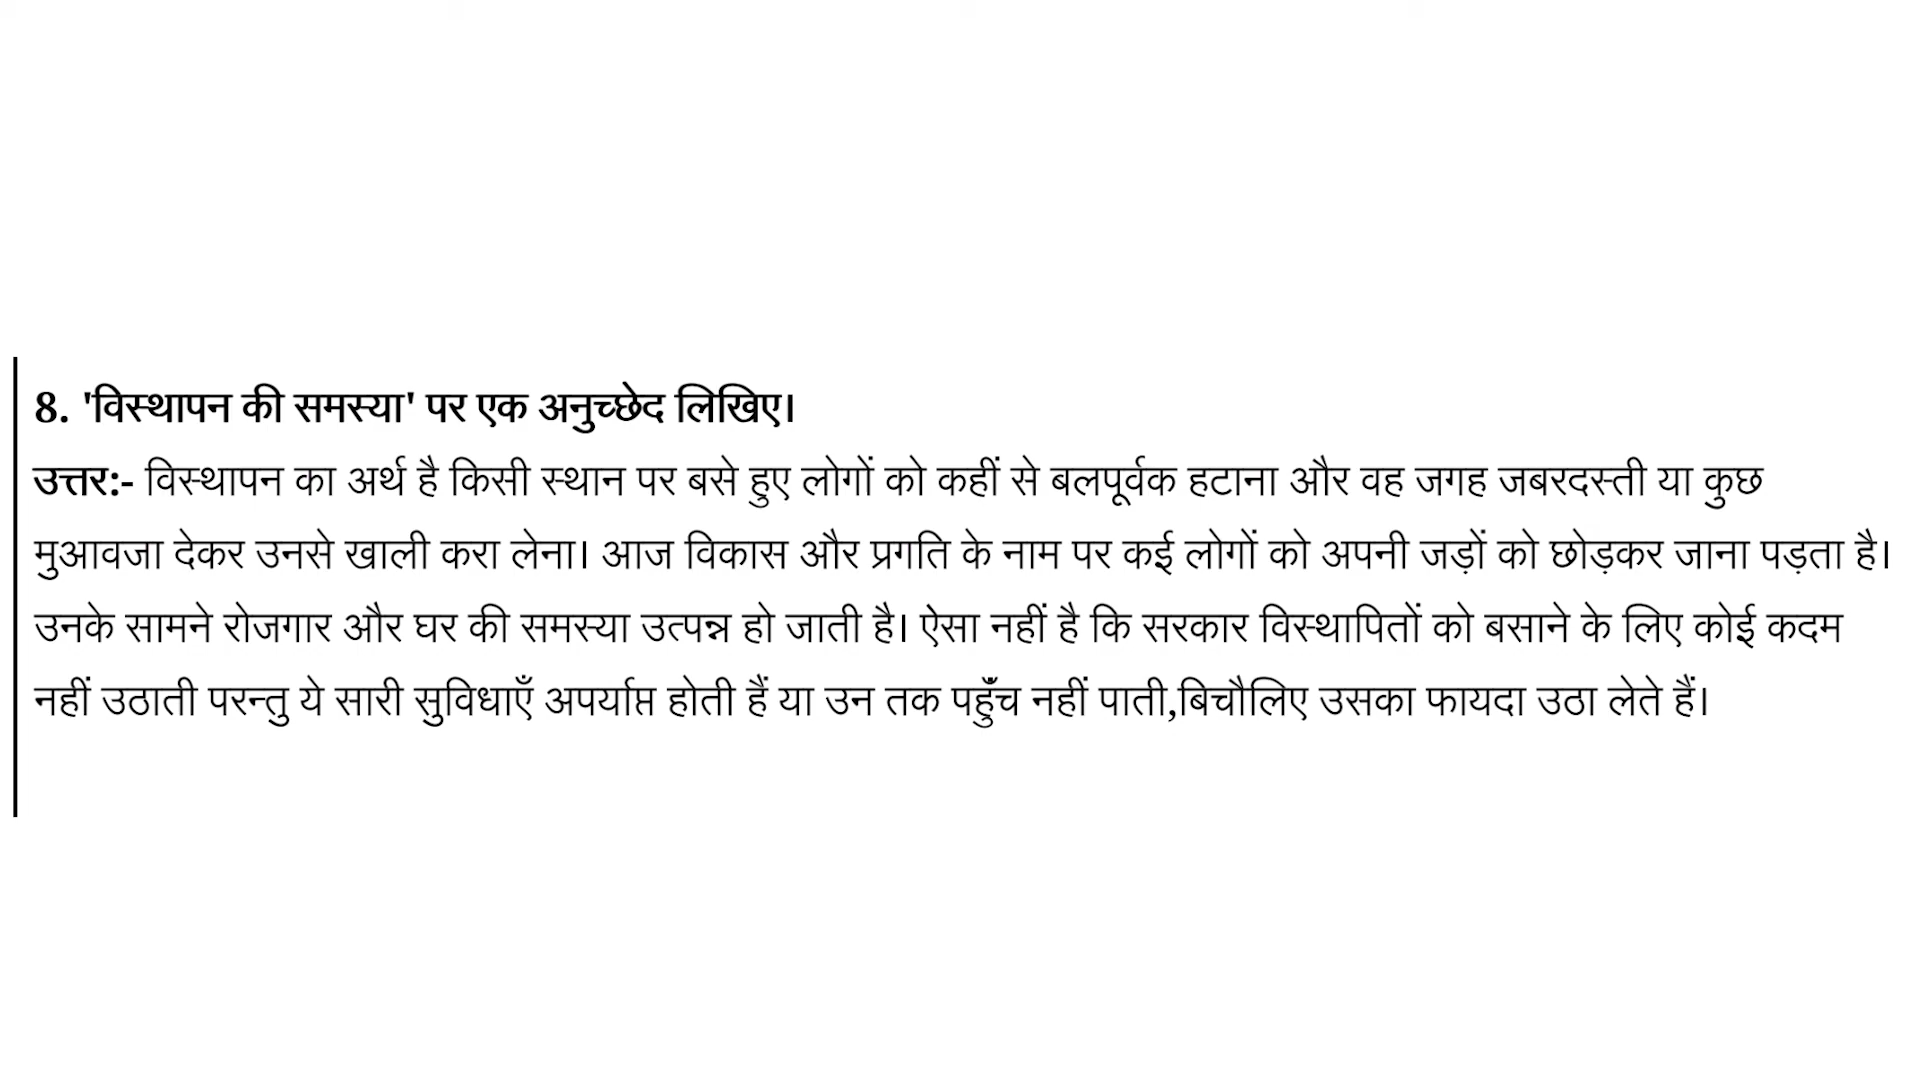 8. 'विस्थापन की समस्या' पर एक अनुच्छेद लिखिए।
उत्तर:- विस्थापन का अर्थ है किसी स्थान पर बसे हुए लोगों को कहीं से बलपूर्वक हटाना और वह जगह जबरदस्ती या कुछ
मुआवजा देकर उनसे खाली करा लेना। आज विकास और प्रगति के नाम पर कई लोगों को अपनी जड़ों को छोड़कर जाना पड़ता है।
उनके सामने रोजगार और घर की समस्या उत्पन्न हो जाती है। ऐसा नहीं है कि सरकार विस्थापितों को बसाने के लिए कोई कदम
नहीं उठाती परन्तु ये सारी सुविधाएँ अपर्याप्त होती हैं या उन तक पहुँच नहीं पाती,बिचौलिए उसका फायदा उठा लेते हैं।